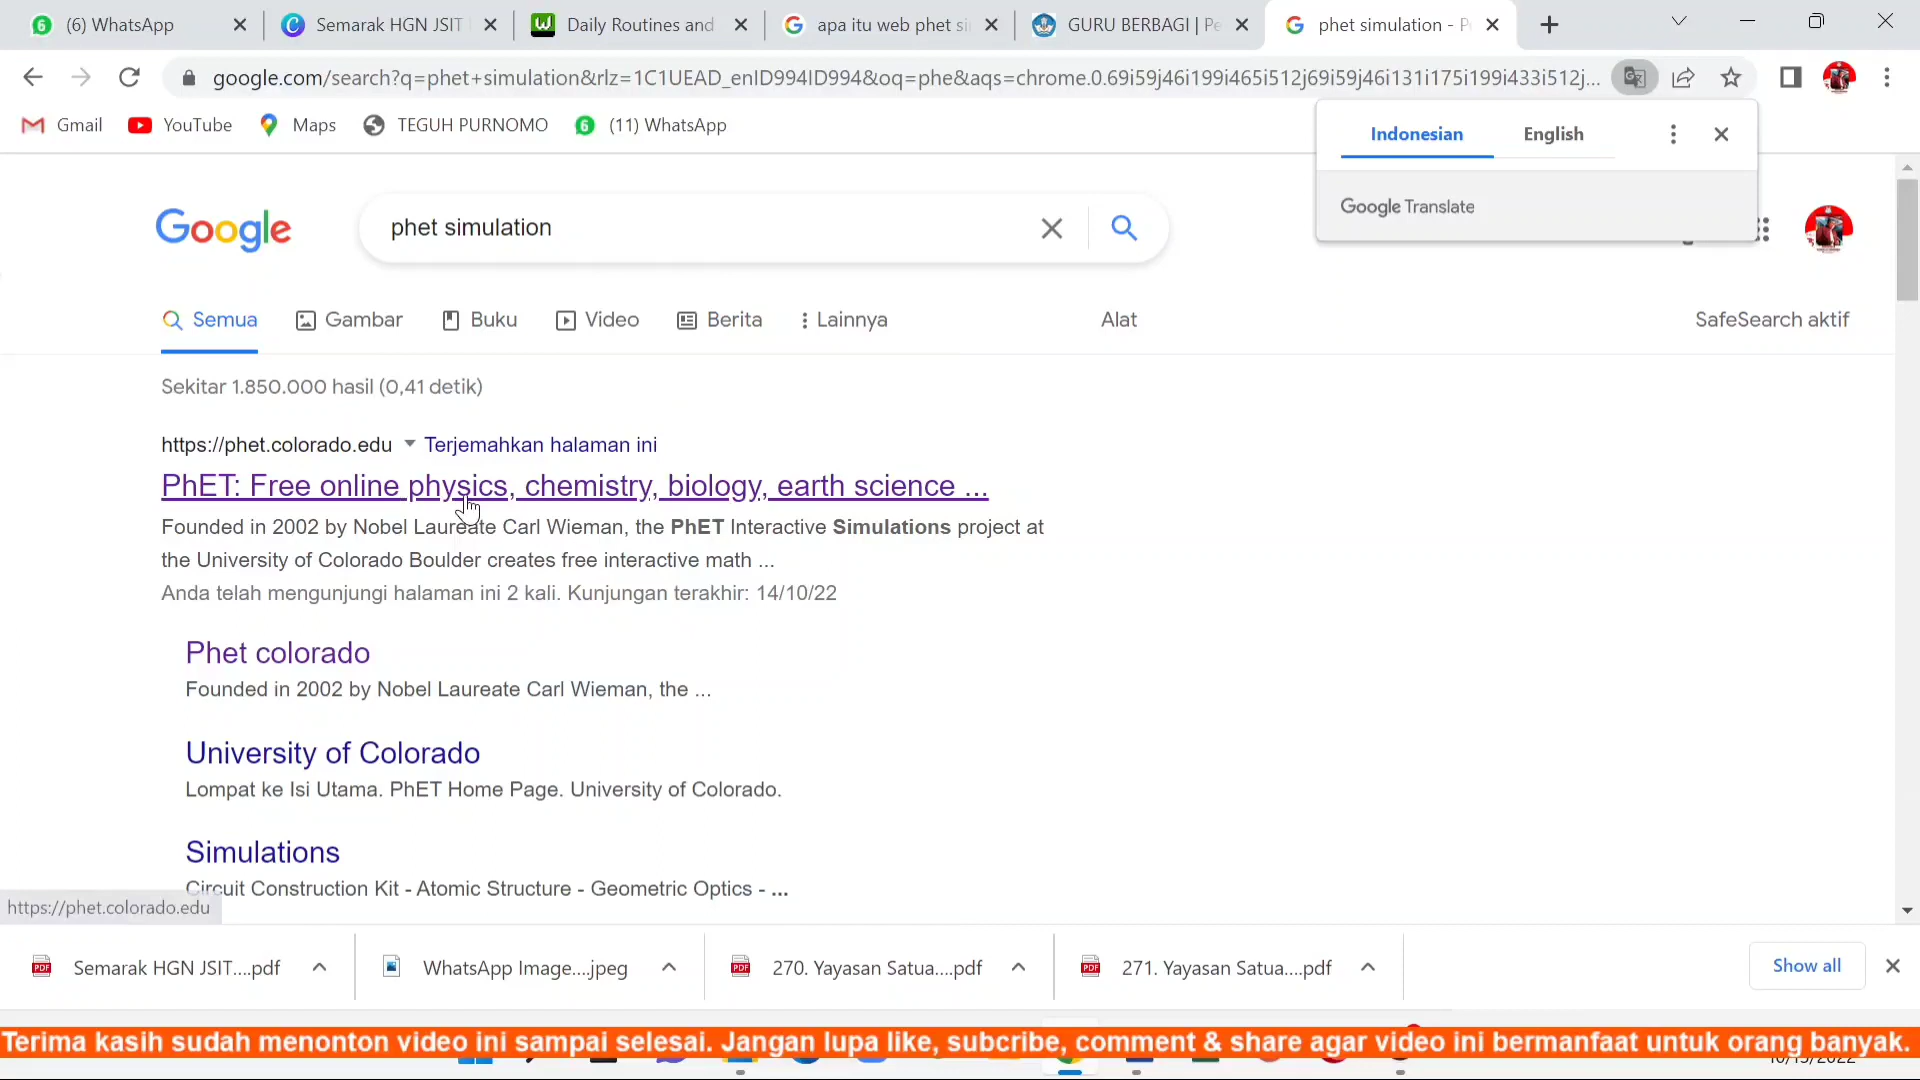 (6) WhatsApp
Semarak HGN JSIT
Daily Routines and
apa itu web phet si
GURU BERBAGI | Pe
phet simulation - P
google.com/search?q=phet+simulation&rlz=1C1UEAD_enID994ID994&oq=phe&aqs=chrome.0.69i59j46i199i465i512j69i59j46i131i175i199i433i512j...
Gmail
YouTube
Maps
TEGUH PURNOMO
(11) WhatsApp
Indonesian
English
Google Translate
Google
phet simulation
Semua
Gambar
Buku
Video
Berita
Lainnya
Alat
SafeSearch aktif
Sekitar 1.850.000 hasil (0,41 detik)
https://phet.colorado.edu
Terjemahkan halaman ini
PhET: Free online physics, chemistry, biology, earth science ...
Founded in 2002 by Nobel Laureate Carl Wieman, the PhET Interactive Simulations project at
the University of Colorado Boulder creates free interactive math ...
Anda telah mengunjungi halaman ini 2 kali. Kunjungan terakhir: 14/10/22
Phet colorado
Founded in 2002 by Nobel Laureate Carl Wieman, the ...
University of Colorado
Lompat ke Isi Utama. PhET Home Page. University of Colorado.
Simulations
Circuit Construction Kit - Atomic Structure - Geometric Optics - ...
https://phet.colorado.edu
Semarak HGN JSIT....pdf
WhatsApp Image....jpeg
270. Yayasan Satua....pdf
271. Yayasan Satua....pdf
Show all
Terima kasih sudah menonton video ini sampai selesai. Jangan lupa like, subcribe, comment & share agar video ini bermanfaat untuk orang banyak.